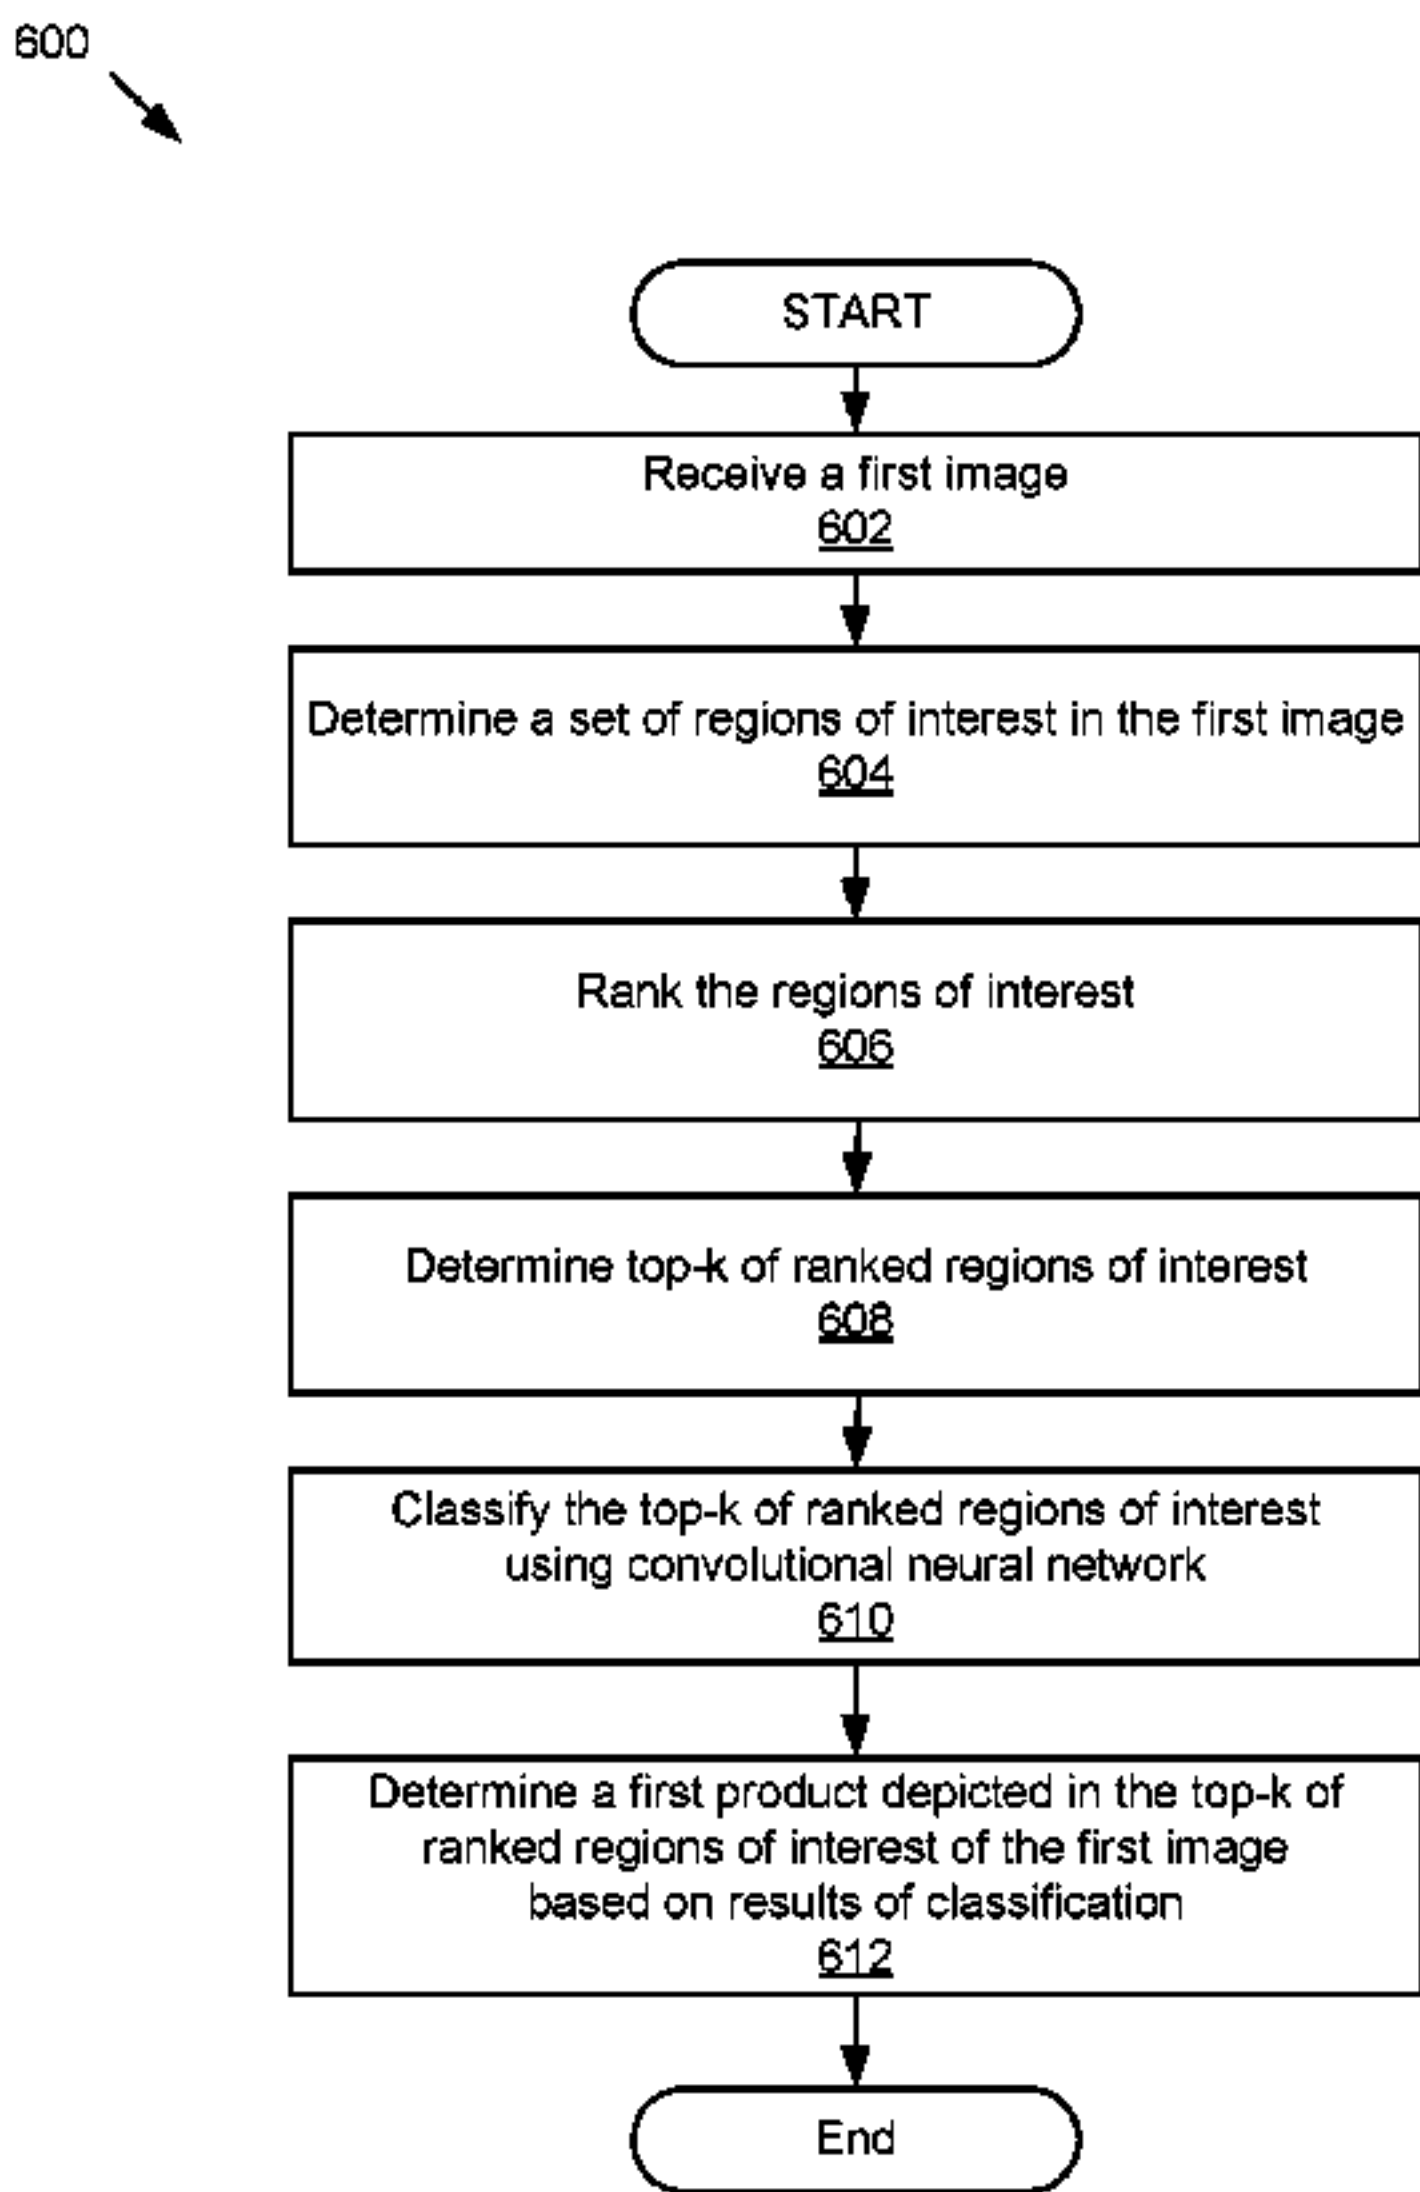 600
START
Receive a first image
602
Determine a set of regions of interest in the first image
604
Rank the regions of interest
606
Determine top-k of ranked regions of interest
608
Classify the top-k of ranked regions of interest
using convolutional neural network
610
Determine a first product depicted in the top-k of
ranked regions of interest of the first image
based on results of classification
612
End